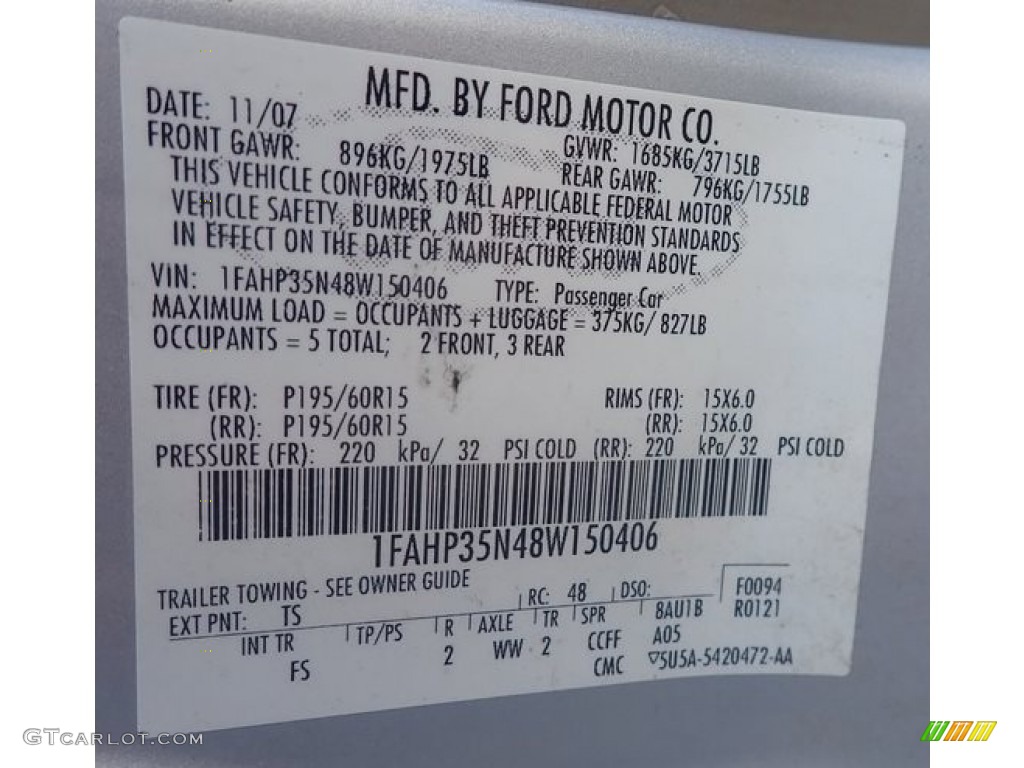 MFD. BY FORD MOTOR CO.
DATE: 11/07
GVWR: 1685KG/3715LB
FRONT GAWR: 896KG/1975LB
REAR GAWR: 796KG/1755LB
THIS VEHICLE CONFORMS TO ALL APPLICABLE FEDERAL MOTOR
VEHICLE SAFETY, BUMPER, AND THEFT PREVENTION STANDARDS
IN EFFECT ON THE DATE OF MANUFACTURE SHOWN ABOVE.
VIN: 1FAHP35N48W150406 TYPE: Passenger Car
MAXIMUM LOAD = OCCUPANTS + LUGGAGE = 375KG/ 827LB
OCCUPANTS = 5 TOTAL; 2 FRONT, 3 REAR
TIRE (FR): P195/60R15 RIMS (FR): 15X6.0
(RR): P195/60R15 (RR): 15X6.0
PRESSURE (FR): 220 kPa/ 32 PSI COLD (RR): 220 kPa/ 32 PSI COLD
1FAHP35N48W150406
TRAILER TOWING - SEE OWNER GUIDE
F0094
EXT PNT: TS RC: 48 DSO: R0121
INT TR TP/PS R AXLE TR SPR 8AU1B
FS 2 WW 2 CCFF A05
CMC ▽5U5A-5420472-AA
GTCARLOT.COM